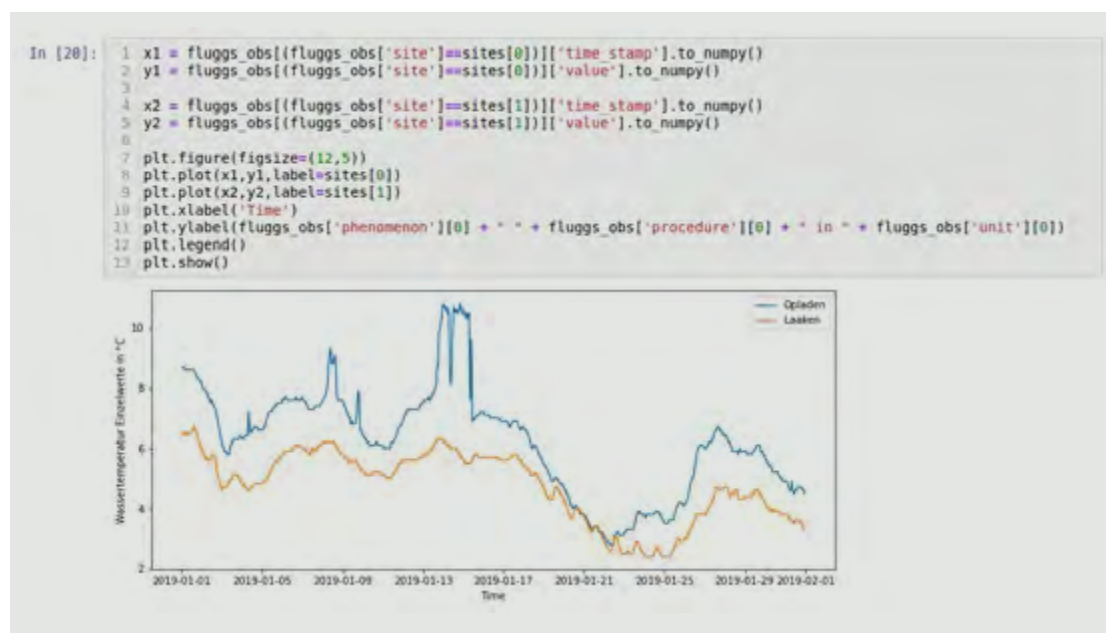 In [20]:
1 x1 = fluggs_obs[(fluggs_obs['site']==sites[0])]['time_stamp'].to_numpy()
2 y1 = fluggs_obs[(fluggs_obs['site']==sites[0])]['value'].to_numpy()
3
4 x2 = fluggs_obs[(fluggs_obs['site']==sites[1])]['time_stamp'].to_numpy()
5 y2 = fluggs_obs[(fluggs_obs['site']==sites[1])]['value'].to_numpy()
6
7 plt.figure(figsize=(12,5))
8 plt.plot(x1,y1,label=sites[0])
9 plt.plot(x2,y2,label=sites[1])
10 plt.xlabel('Time')
11 plt.ylabel(fluggs_obs['phenomenon'][0] + " " + fluggs_obs['procedure'][0] + " in " + fluggs_obs['unit'][0])
12 plt.legend()
13 plt.show()
Opladen
Laaken
Wassertemperatur Einzelwerte in °C
10
8
6
4
2
2019-01-01 2019-01-05 2019-01-09 2019-01-13 2019-01-17 2019-01-21 2019-01-25 2019-01-29 2019-02-01
Time